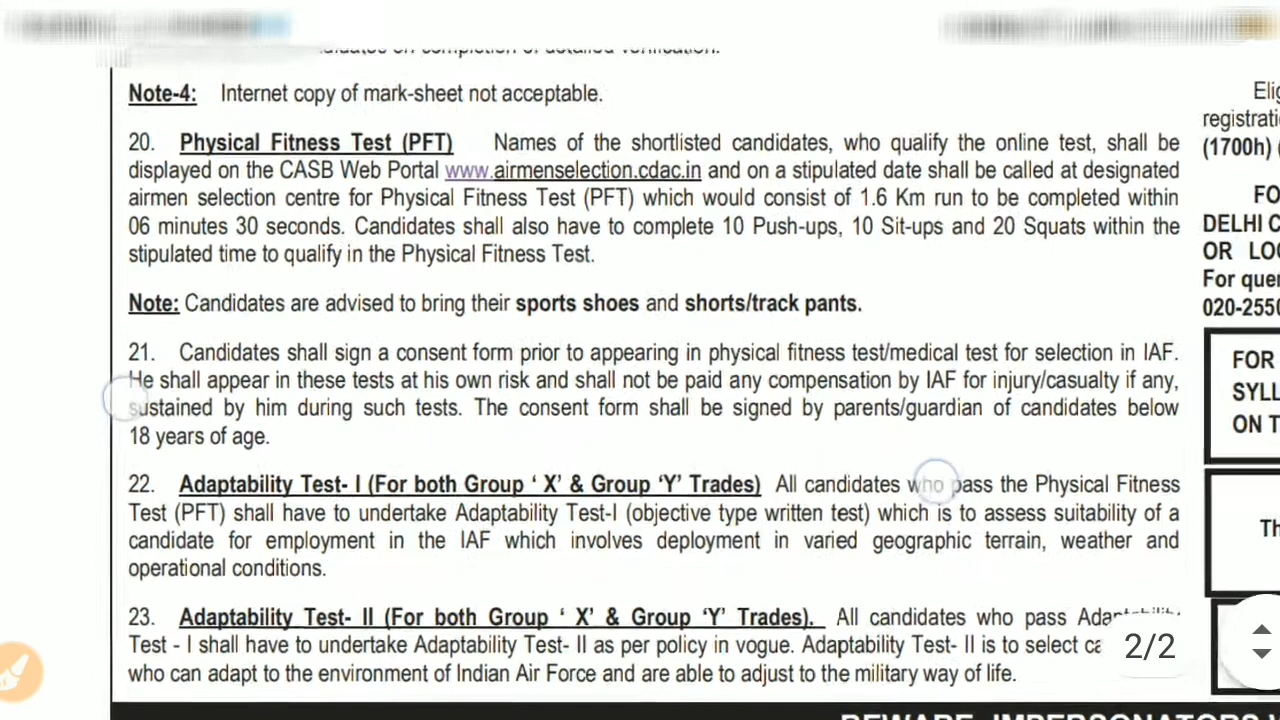 Note-4: Internet copy of mark-sheet not acceptable.
20. Physical Fitness Test (PFT) Names of the shortlisted candidates, who qualify the online test, shall be
displayed on the CASB Web Portal www.airmenselection.cdac.in and on a stipulated date shall be called at designated
airmen selection centre for Physical Fitness Test (PFT) which would consist of 1.6 Km run to be completed within
06 minutes 30 seconds. Candidates shall also have to complete 10 Push-ups, 10 Sit-ups and 20 Squats within the
stipulated time to qualify in the Physical Fitness Test.
Note: Candidates are advised to bring their sports shoes and shorts/track pants.
21. Candidates shall sign a consent form prior to appearing in physical fitness test/medical test for selection in IAF.
He shall appear in these tests at his own risk and shall not be paid any compensation by IAF for injury/casualty if any,
sustained by him during such tests. The consent form shall be signed by parents/guardian of candidates below
18 years of age.
22. Adaptability Test- I (For both Group ‘ X’ & Group ‘Y’ Trades) All candidates who pass the Physical Fitness
Test (PFT) shall have to undertake Adaptability Test-I (objective type written test) which is to assess suitability of a
candidate for employment in the IAF which involves deployment in varied geographic terrain, weather and
operational conditions.
23. Adaptability Test- II (For both Group ‘ X’ & Group ‘Y’ Trades). All candidates who pass
Test - I shall have to undertake Adaptability Test- II as per policy in vogue. Adaptability Test- II is to select
who can adapt to the environment of Indian Air Force and are able to adjust to the military way of life.
2/2
(1700h)
DELHI
OR
For
FOR
ON